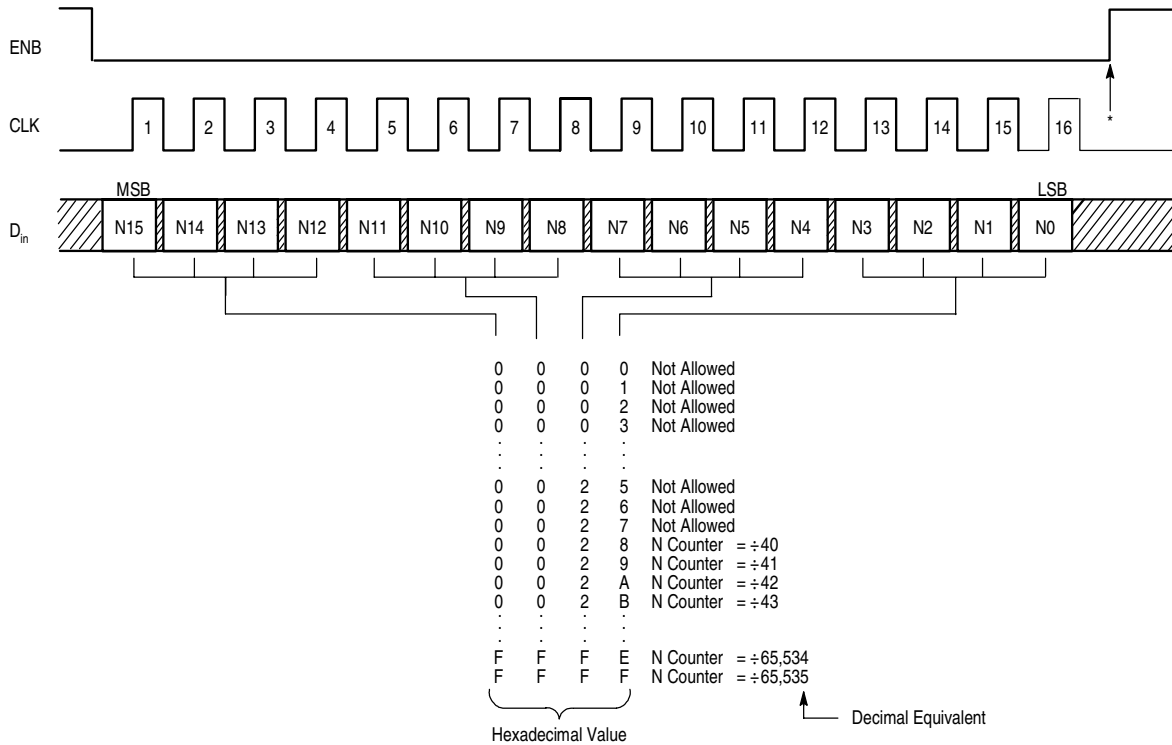 ENB
*
CLK 1 2 3 4 5 6 7 8 9 10 11 12 13 14 15 16
MSB LSB
Din N15 N14 N13 N12 N11 N10 N9 N8 N7 N6 N5 N4 N3 N2 N1 N0
0 0 0 0 Not Allowed
0 0 0 1 Not Allowed
0 0 0 2 Not Allowed
0 0 0 3 Not Allowed
. . . .
. . . .
. . . .
0 0 2 5 Not Allowed
0 0 2 6 Not Allowed
0 0 2 7 Not Allowed
0 0 2 8 N Counter = ÷40
0 0 2 9 N Counter = ÷41
0 0 2 A N Counter = ÷42
0 0 2 B N Counter = ÷43
. . . .
. . . .
. . . .
F F F E N Counter = ÷65,534
F F F F N Counter = ÷65,535
Decimal Equivalent
Hexadecimal Value